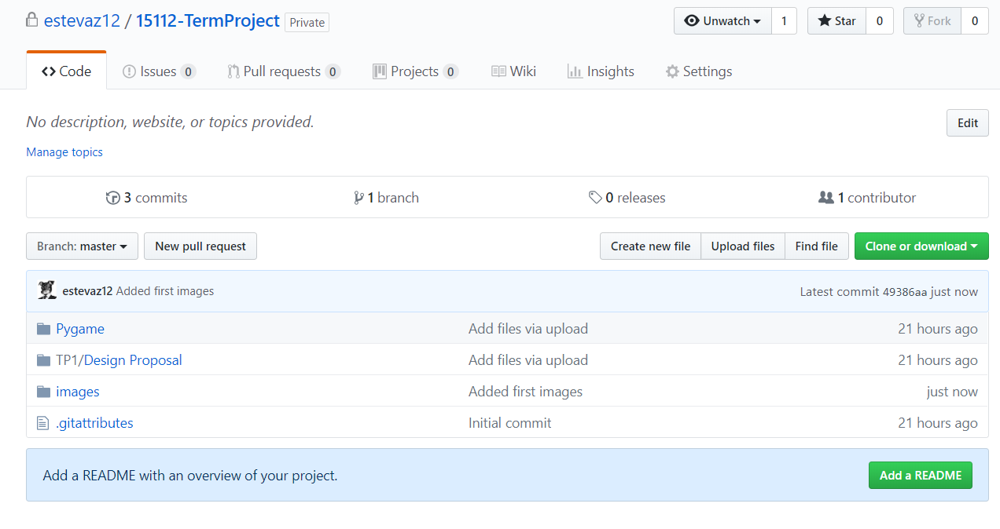 estevaz12 / 15112-TermProject Private Unwatch 1 Star 0 Fork 0
Code Issues 0 Pull requests 0 Projects 0 Wiki Insights Settings
No description, website, or topics provided. Edit
Manage topics
3 commits 1 branch 0 releases 1 contributor
Branch: master New pull request Create new file Upload files Find file Clone or download
estevaz12 Added first images Latest commit 49386aa just now
Pygame Add files via upload 21 hours ago
TP1/Design Proposal Add files via upload 21 hours ago
images Added first images just now
.gitattributes Initial commit 21 hours ago
Add a README with an overview of your project. Add a README